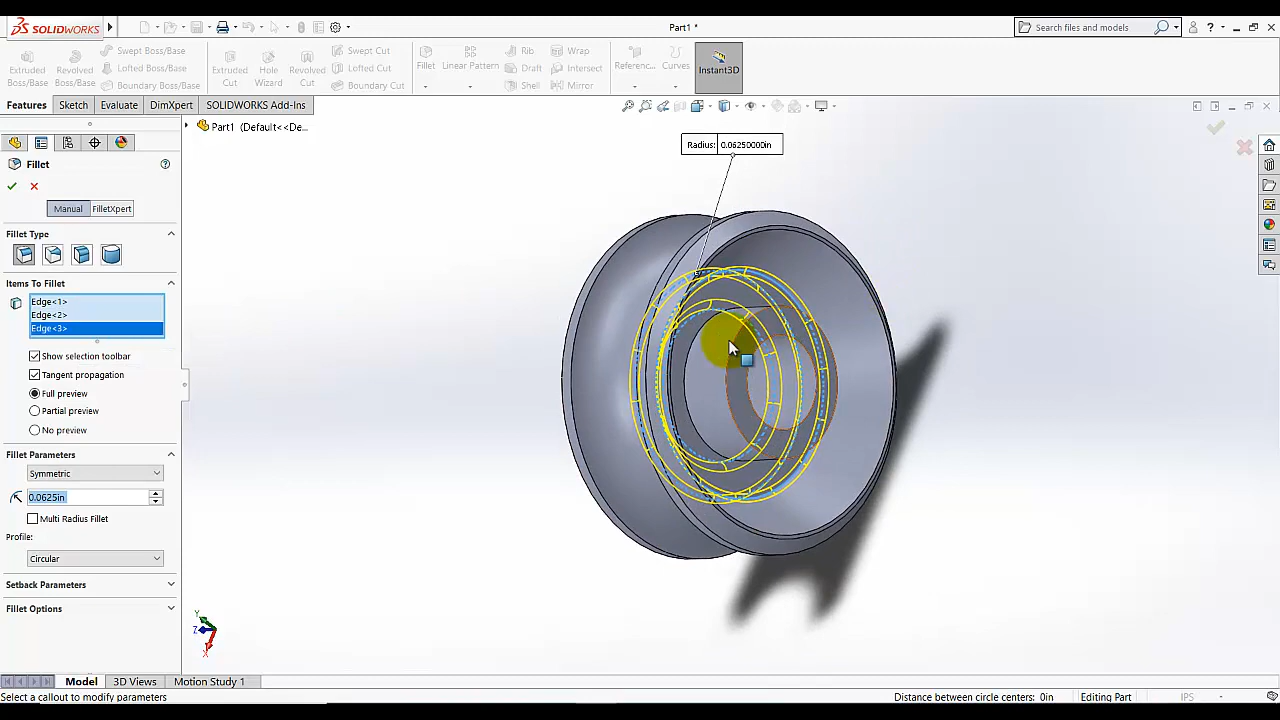 SOLIDWORKS
Part1 *
Search files and models
?
Extruded Boss/Base
Revolved Boss/Base
Swept Boss/Base
Lofted Boss/Base
Boundary Boss/Base
Extruded Cut
Hole Wizard
Revolved Cut
Swept Cut
Lofted Cut
Boundary Cut
Fillet
Linear Pattern
Rib
Draft
Shell
Wrap
Intersect
Mirror
Referenc...
Curves
Instant3D
Features
Sketch
Evaluate
DimXpert
SOLIDWORKS Add-Ins
Part1 (Default<<De...
Fillet
Manual
FilletXpert
Fillet Type
Items To Fillet
Edge<1>
Edge<2>
Edge<3>
Show selection toolbar
Tangent propagation
Full preview
Partial preview
No preview
Fillet Parameters
Symmetric
0.0625in
Multi Radius Fillet
Profile:
Circular
Setback Parameters
Fillet Options
Radius: 0.06250000in
Y
Z
X
Model
3D Views
Motion Study 1
Select a callout to modify parameters
Distance between circle centers: 0in
Editing Part
IPS